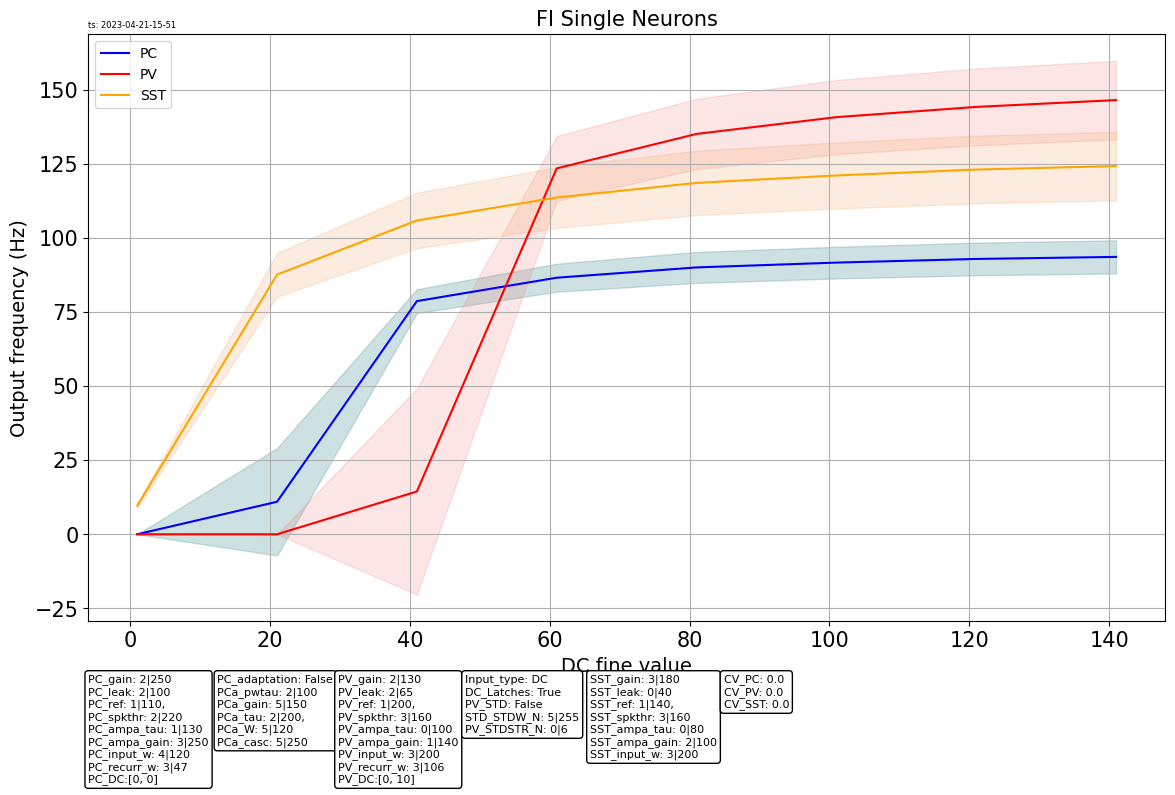 FI Single Neurons
ts: 2023-04-21-15-51
PC
PV
SST
Output frequency (Hz)
150
125
100
75
50
25
0
−25
0 20 40 60 80 100 120 140
DC fine value
PC_gain: 2|250
PC_leak: 2|100
PC_ref: 1|110,
PC_spkthr: 2|220
PC_ampa_tau: 1|130
PC_ampa_gain: 3|250
PC_input_w: 4|120
PC_recurr_w: 3|47
PC_DC:[0, 0]
PC_adaptation: False
PCa_pwtau: 2|100
PCa_gain: 5|150
PCa_tau: 2|200,
PCa_W: 5|120
PCa_casc: 5|250
PV_gain: 2|130
PV_leak: 2|65
PV_ref: 1|200,
PV_spkthr: 3|160
PV_ampa_tau: 0|100
PV_ampa_gain: 1|140
PV_input_w: 3|200
PV_recurr_w: 3|106
PV_DC:[0, 10]
Input_type: DC
DC_Latches: True
PV_STD: False
STD_STDW_N: 5|255
PV_STDSTR_N: 0|6
SST_gain: 3|180
SST_leak: 0|40
SST_ref: 1|140,
SST_spkthr: 3|160
SST_ampa_tau: 0|80
SST_ampa_gain: 2|100
SST_input_w: 3|200
CV_PC: 0.0
CV_PV: 0.0
CV_SST: 0.0